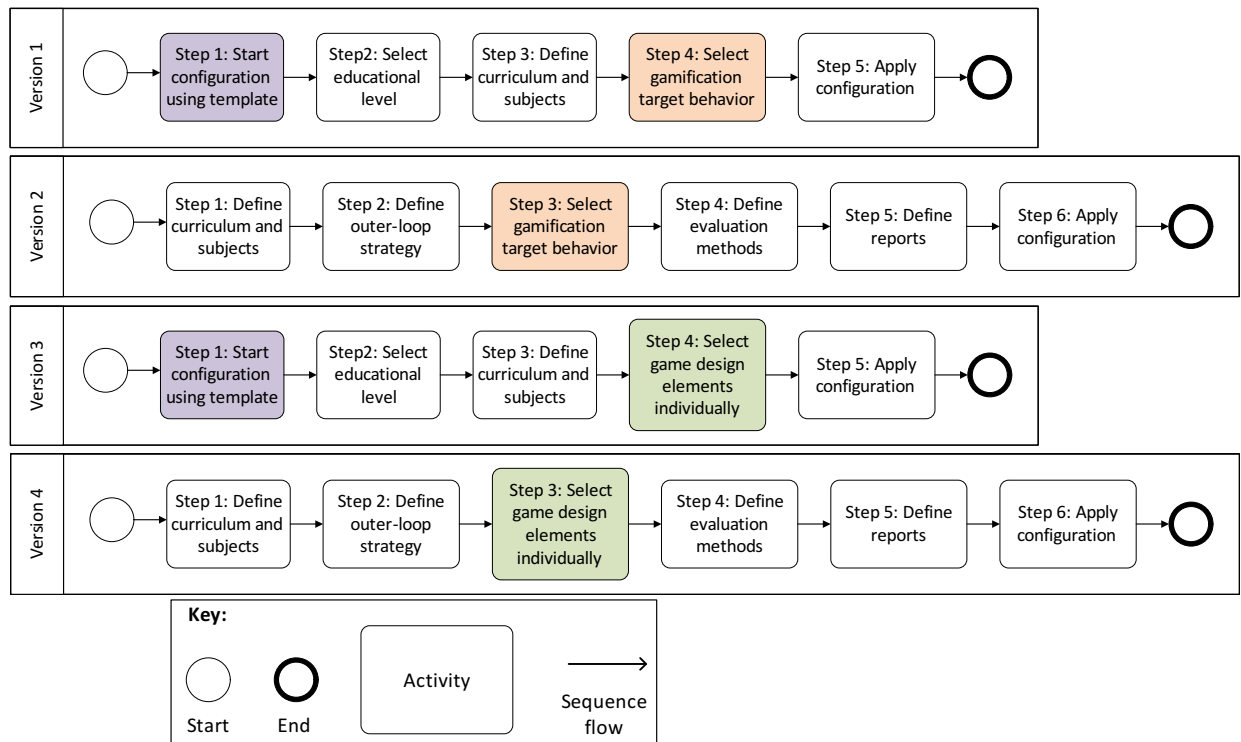 Version 1
Step 1: Start
configuration
using template
Step2: Select
educational
level
Step 3: Define
curriculum and
subjects
Step 4: Select
gamification
target behavior
Step 5: Apply
configuration
Version 2
Step 1: Define
curriculum and
subjects
Step 2: Define
outer-loop
strategy
Step 3: Select
gamification
target behavior
Step 4: Define
evaluation
methods
Step 5: Define
reports
Step 6: Apply
configuration
Version 3
Step 1: Start
configuration
using template
Step2: Select
educational
level
Step 3: Define
curriculum and
subjects
Step 4: Select
game design
elements
individually
Step 5: Apply
configuration
Version 4
Step 1: Define
curriculum and
subjects
Step 2: Define
outer-loop
strategy
Step 3: Select
game design
elements
individually
Step 4: Define
evaluation
methods
Step 5: Define
reports
Step 6: Apply
configuration
Key:
Start
End
Activity
Sequence
flow